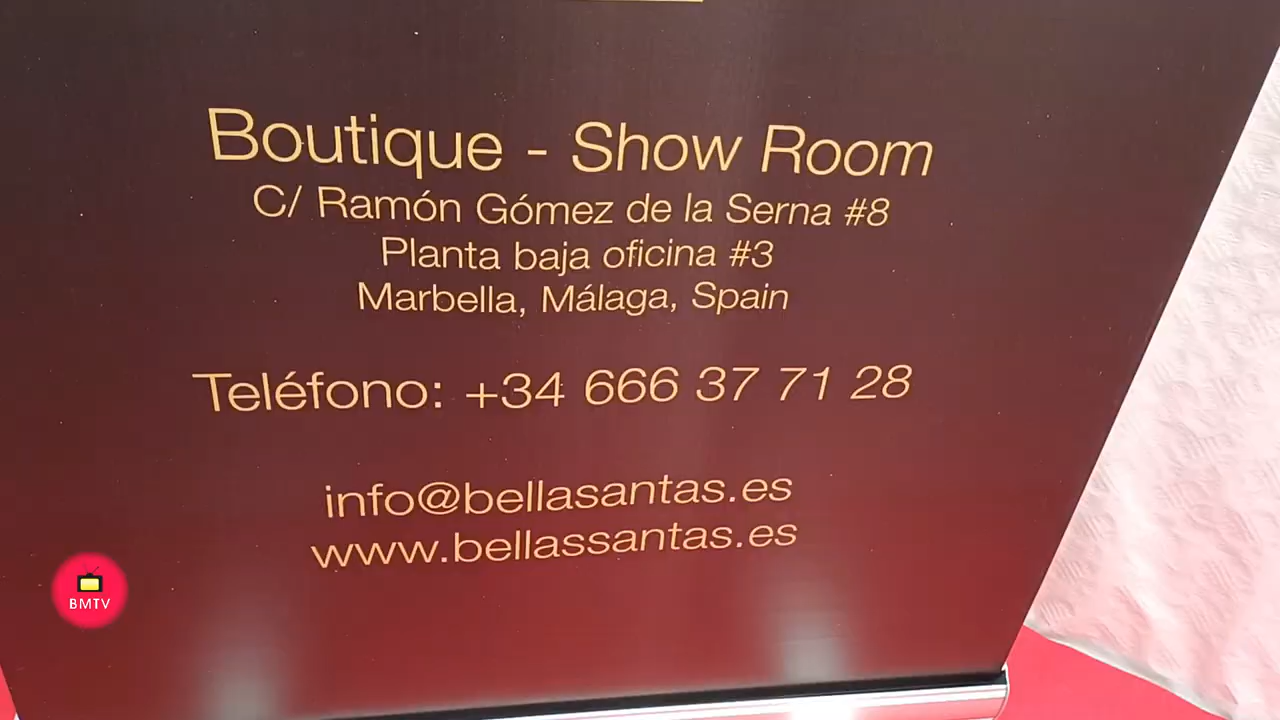 Boutique - Show Room
C/ Ramón Gómez de la Serna #8
Planta baja oficina #3
Marbella, Málaga, Spain
Teléfono: +34 666 37 71 28
info@bellasantas.es
www.bellassantas.es
BMTV